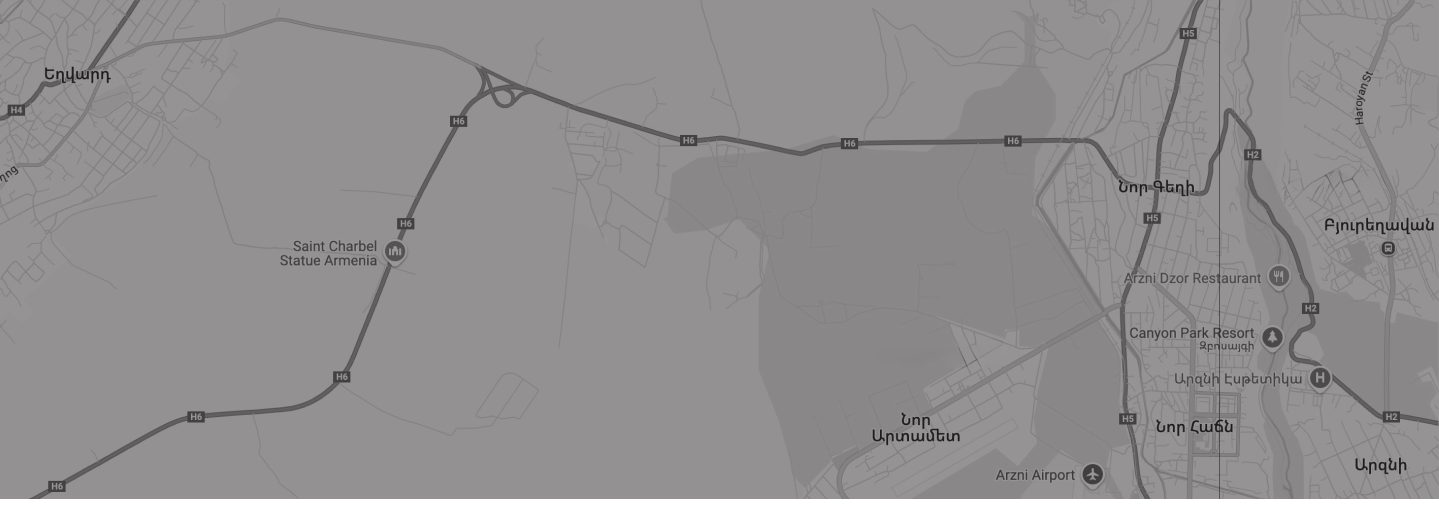 H5
Եղվարդ
Haroyan St
H4
H6
H6
H6
H6
H2
Նոր Գեղի
H5
H6
Բյուրեղավան
Saint Charbel
Statue Armenia
Arzni Dzor Restaurant
H2
Canyon Park Resort
Զբոսայգի
H6
Արզնի Էսթետիկա
H
H6
H5
H2
Նոր
Արտամետ
Նոր Հաճն
Արզնի
Arzni Airport
H6